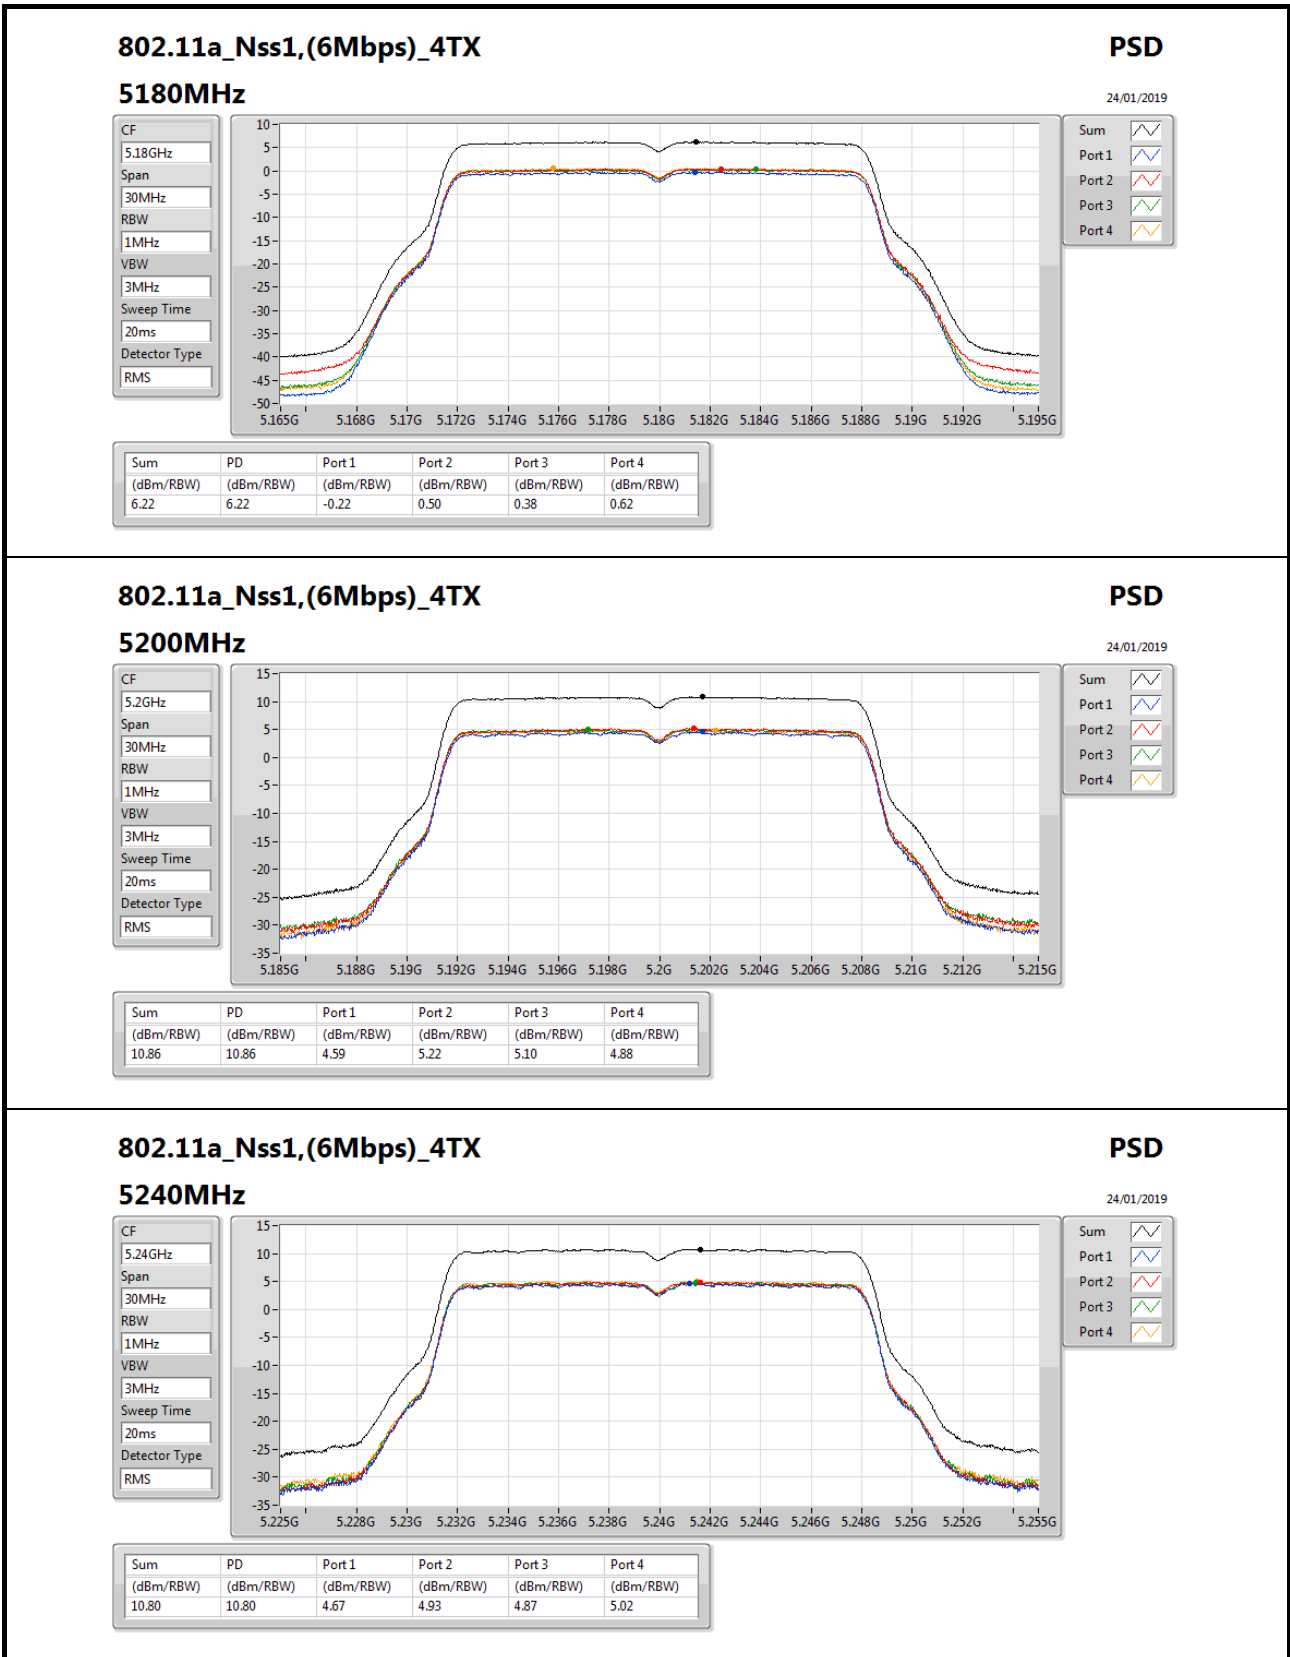 802.11a_Nss1,(6Mbps)_4TX PSD
5180MHz 24/01/2019
CF
5.18GHz
Span
30MHz
RBW
1MHz
VBW
3MHz
Sweep Time
20ms
Detector Type
RMS
10
5
0
-5
-10
-15
-20
-25
-30
-35
-40
-45
-50
5.165G 5.168G 5.17G 5.172G 5.174G 5.176G 5.178G 5.18G 5.182G 5.184G 5.186G 5.188G 5.19G 5.192G 5.195G
Sum
Port 1
Port 2
Port 3
Port 4
Sum PD Port 1 Port 2 Port 3 Port 4
(dBm/RBW) (dBm/RBW) (dBm/RBW) (dBm/RBW) (dBm/RBW) (dBm/RBW)
6.22 6.22 -0.22 0.50 0.38 0.62
802.11a_Nss1,(6Mbps)_4TX PSD
5200MHz 24/01/2019
CF
5.2GHz
Span
30MHz
RBW
1MHz
VBW
3MHz
Sweep Time
20ms
Detector Type
RMS
15
10
5
0
-5
-10
-15
-20
-25
-30
-35
5.185G 5.188G 5.19G 5.192G 5.194G 5.196G 5.198G 5.2G 5.202G 5.204G 5.206G 5.208G 5.21G 5.212G 5.215G
Sum
Port 1
Port 2
Port 3
Port 4
Sum PD Port 1 Port 2 Port 3 Port 4
(dBm/RBW) (dBm/RBW) (dBm/RBW) (dBm/RBW) (dBm/RBW) (dBm/RBW)
10.86 10.86 4.59 5.22 5.10 4.88
802.11a_Nss1,(6Mbps)_4TX PSD
5240MHz 24/01/2019
CF
5.24GHz
Span
30MHz
RBW
1MHz
VBW
3MHz
Sweep Time
20ms
Detector Type
RMS
15
10
5
0
-5
-10
-15
-20
-25
-30
-35
5.225G 5.228G 5.23G 5.232G 5.234G 5.236G 5.238G 5.24G 5.242G 5.244G 5.246G 5.248G 5.25G 5.252G 5.255G
Sum
Port 1
Port 2
Port 3
Port 4
Sum PD Port 1 Port 2 Port 3 Port 4
(dBm/RBW) (dBm/RBW) (dBm/RBW) (dBm/RBW) (dBm/RBW) (dBm/RBW)
10.80 10.80 4.67 4.93 4.87 5.02